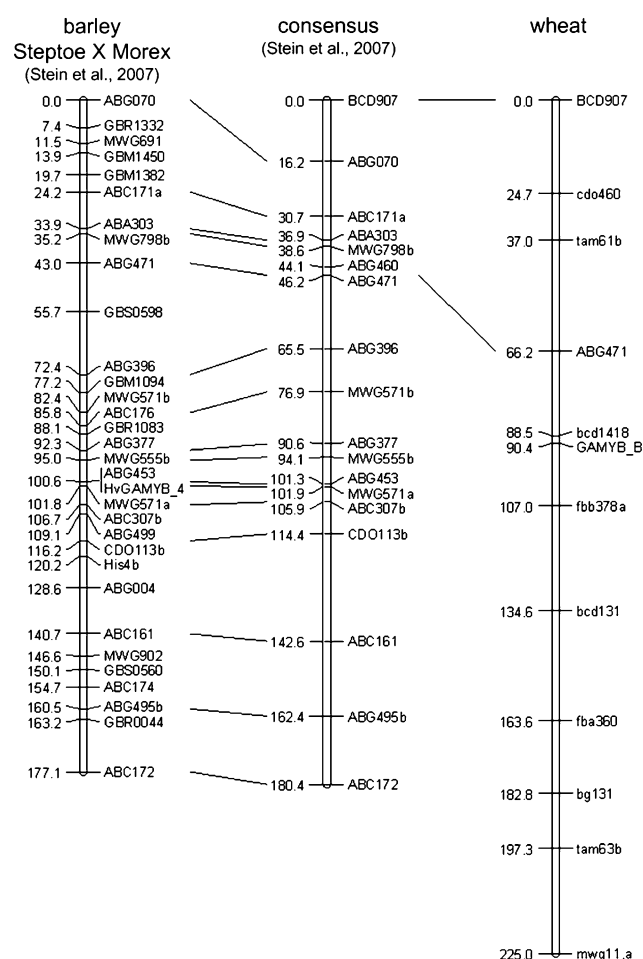 barley
Steptoe X Morex
(Stein et al., 2007)
0.0 ABG070
7.4 GBR1332
11.5 MWG691
13.9 GBM1450
19.7 GBM1382
24.2 ABC171a
33.9 ABA303
35.2 MWG798b
43.0 ABG471
55.7 GBS0598
72.4 ABG396
77.2 GBM1094
82.4 MWG571b
85.8 ABC176
88.1 GBR1083
92.3 ABG377
95.0 MWG555b
ABG453
100.6
HvGAMYB_4
101.8 MWG571a
106.7 ABC307b
109.1 ABG499
116.2 CDO113b
120.2 His4b
128.6 ABG004
140.7 ABC161
146.6 MWG902
150.1 GBS0560
154.7 ABC174
160.5 ABG495b
163.2 GBR0044
177.1 ABC172
consensus
(Stein et al., 2007)
0.0 BCD907
16.2 ABG070
30.7 ABC171a
36.9 ABA303
38.6 MWG798b
44.1 ABG460
46.2 ABG471
65.5 ABG396
76.9 MWG571b
90.6 ABG377
94.1 MWG555b
101.3 ABG453
101.9 MWG571a
105.9 ABC307b
114.4 CDO113b
142.6 ABC161
162.4 ABG495b
180.4 ABC172
wheat
0.0 BCD907
24.7 cdo460
37.0 tam61b
66.2 ABG471
88.5 bcd1418
90.4 GAMYB_B
107.0 fbb378a
134.6 bcd131
163.6 fba360
182.8 bg131
197.3 tam63b
225.0 mwg11.a